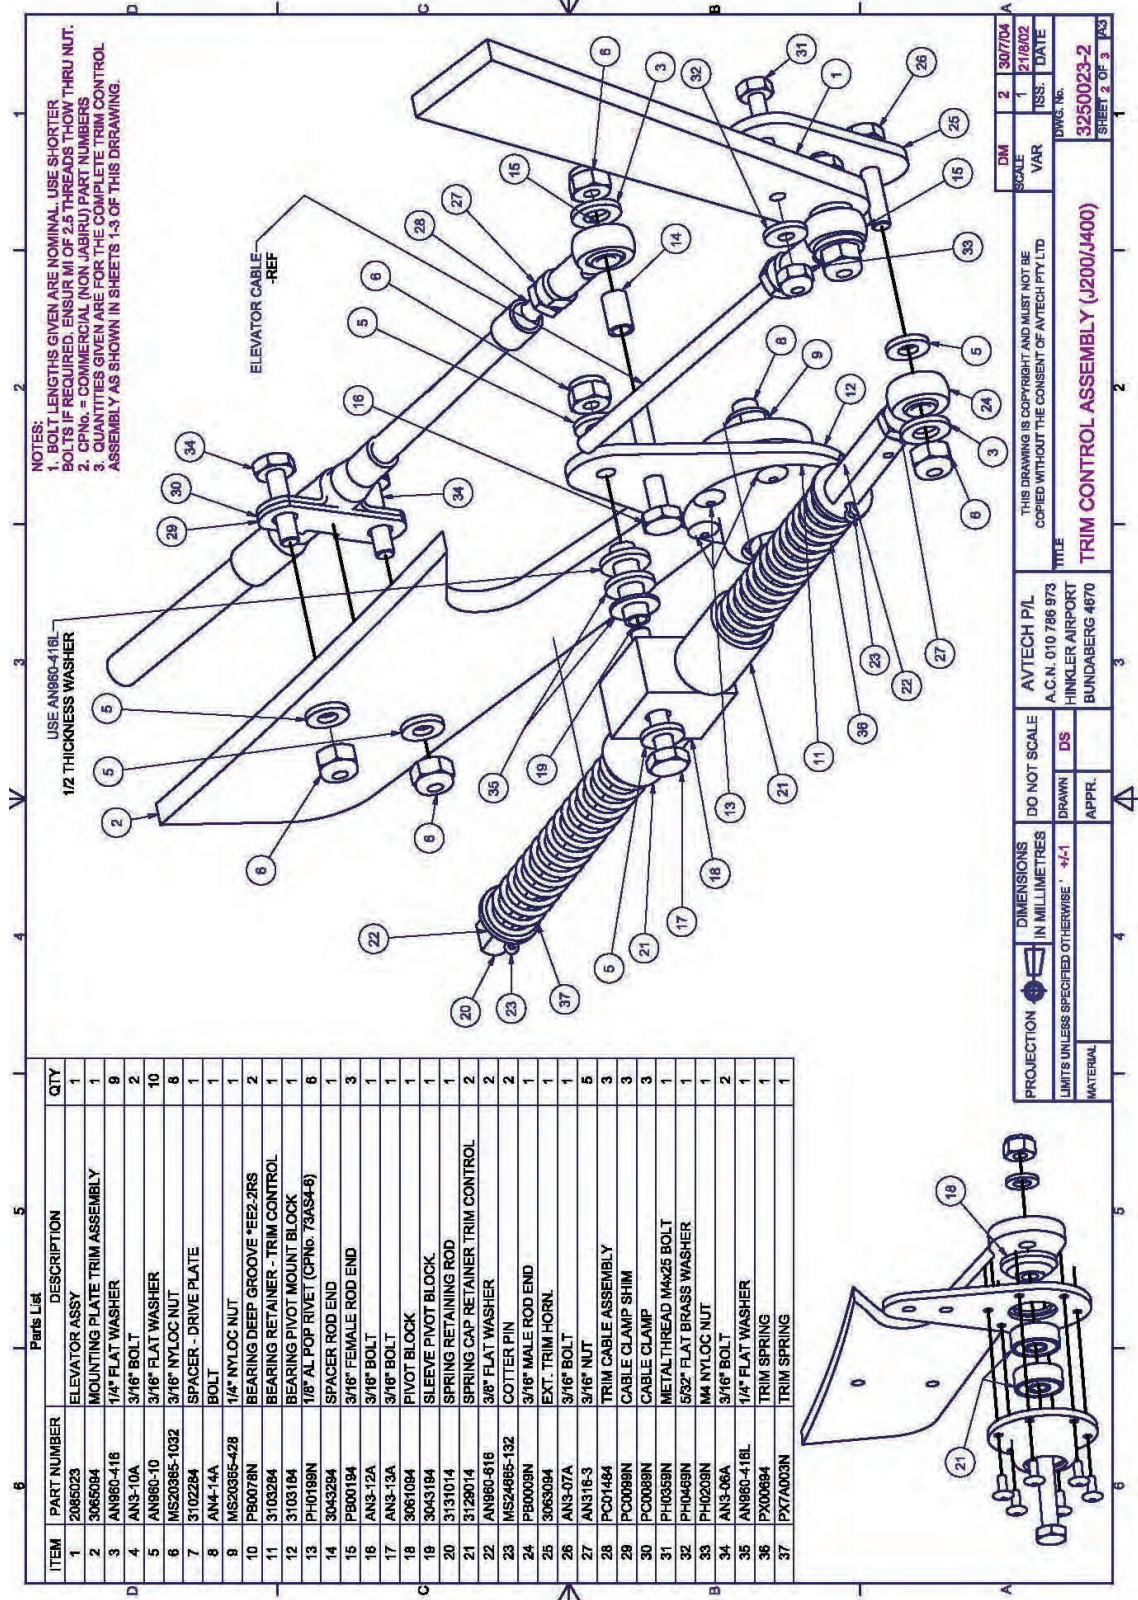 NOTES:
1. BOLT LENGTHS GIVEN ARE NOMINAL. USE SHORTER
BOLTS IF REQUIRED. ENSUR MI OF 2.5 THREADS THOW THRU NUT.
2. CPNo. = COMMERCIAL (NON JABIRU) PART NUMBERS
3. QUANTITIES GIVEN ARE FOR THE COMPLETE TRIM CONTROL
ASSEMBLY AS SHOWN IN SHEETS 1-3 OF THIS DRRAWING.
USE AN960-416L
1/2 THICKNESS WASHER
ELEVATOR CABLE
-REF
Parts List
ITEM PART NUMBER DESCRIPTION QTY
1 2085023 ELEVATOR ASSY 1
2 3065094 MOUNTING PLATE TRIM ASSEMBLY 1
3 AN960-416 1/4" FLAT WASHER 9
4 AN3-10A 3/16" BOLT 2
5 AN960-10 3/16" FLAT WASHER 10
6 MS20365-1032 3/16" NYLOC NUT 8
7 3102284 SPACER - DRIVE PLATE 1
8 AN4-14A BOLT 1
9 MS20365-428 1/4" NYLOC NUT 1
10 PB0078N BEARING DEEP GROOVE *EE2-2RS 2
11 3103284 BEARING RETAINER - TRIM CONTROL 1
12 3103184 BEARING PIVOT MOUNT BLOCK 1
13 PH0199N 1/8" AL POP RIVET (CPNo. 73AS4-6) 6
14 3043294 SPACER ROD END 1
15 PB00194 3/16" FEMALE ROD END 3
16 AN3-12A 3/16" BOLT 1
17 AN3-13A 3/16" BOLT 1
18 3061094 PIVOT BLOCK 1
19 3043194 SLEEVE PIVOT BLOCK. 1
20 3131014 SPRING RETAINING ROD 1
21 3129014 SPRING CAP RETAINER TRIM CONTROL 2
22 AN960-616 3/8" FLAT WASHER 2
23 MS24665-132 COTTER PIN 2
24 PB0009N 3/16" MALE ROD END 1
25 3063094 EXT. TRIM HORN. 1
26 AN3-07A 3/16" BOLT 1
27 AN316-3 3/16" NUT 5
28 PC01484 TRIM CABLE ASSEMBLY 3
29 PC0099N CABLE CLAMP SHIM 3
30 PC0089N CABLE CLAMP 3
31 PH0359N METALTHREAD M4x25 BOLT 1
32 PH0469N 5/32" FLAT BRASS WASHER 1
33 PH0209N M4 NYLOC NUT 1
34 AN3-06A 3/16" BOLT 2
35 AN960-416L 1/4" FLAT WASHER 1
36 PX00694 TRIM SPRING 1
37 PX7A003N TRIM SPRING 1
PROJECTION
DIMENSIONS
IN MILLIMETRES
LIMITS UNLESS SPECIFIED OTHERWISE ' +/-1
MATERIAL
DO NOT SCALE
DRAWN DS
APPR.
AVTECH P/L
A.C.N. 010 786 973
HINKLER AIRPORT
BUNDABERG 4670
THIS DRAWING IS COPYRIGHT AND MUST NOT BE
COPIED WITHOUT THE CONSENT OF AVTECH PTY LTD
TITLE
TRIM CONTROL ASSEMBLY (J200/J400)
DM 2 30/7/04
SCALE 1 21/8/02
VAR ISS. DATE
DWG. No.
3250023-2
SHEET 2 OF 3 A3